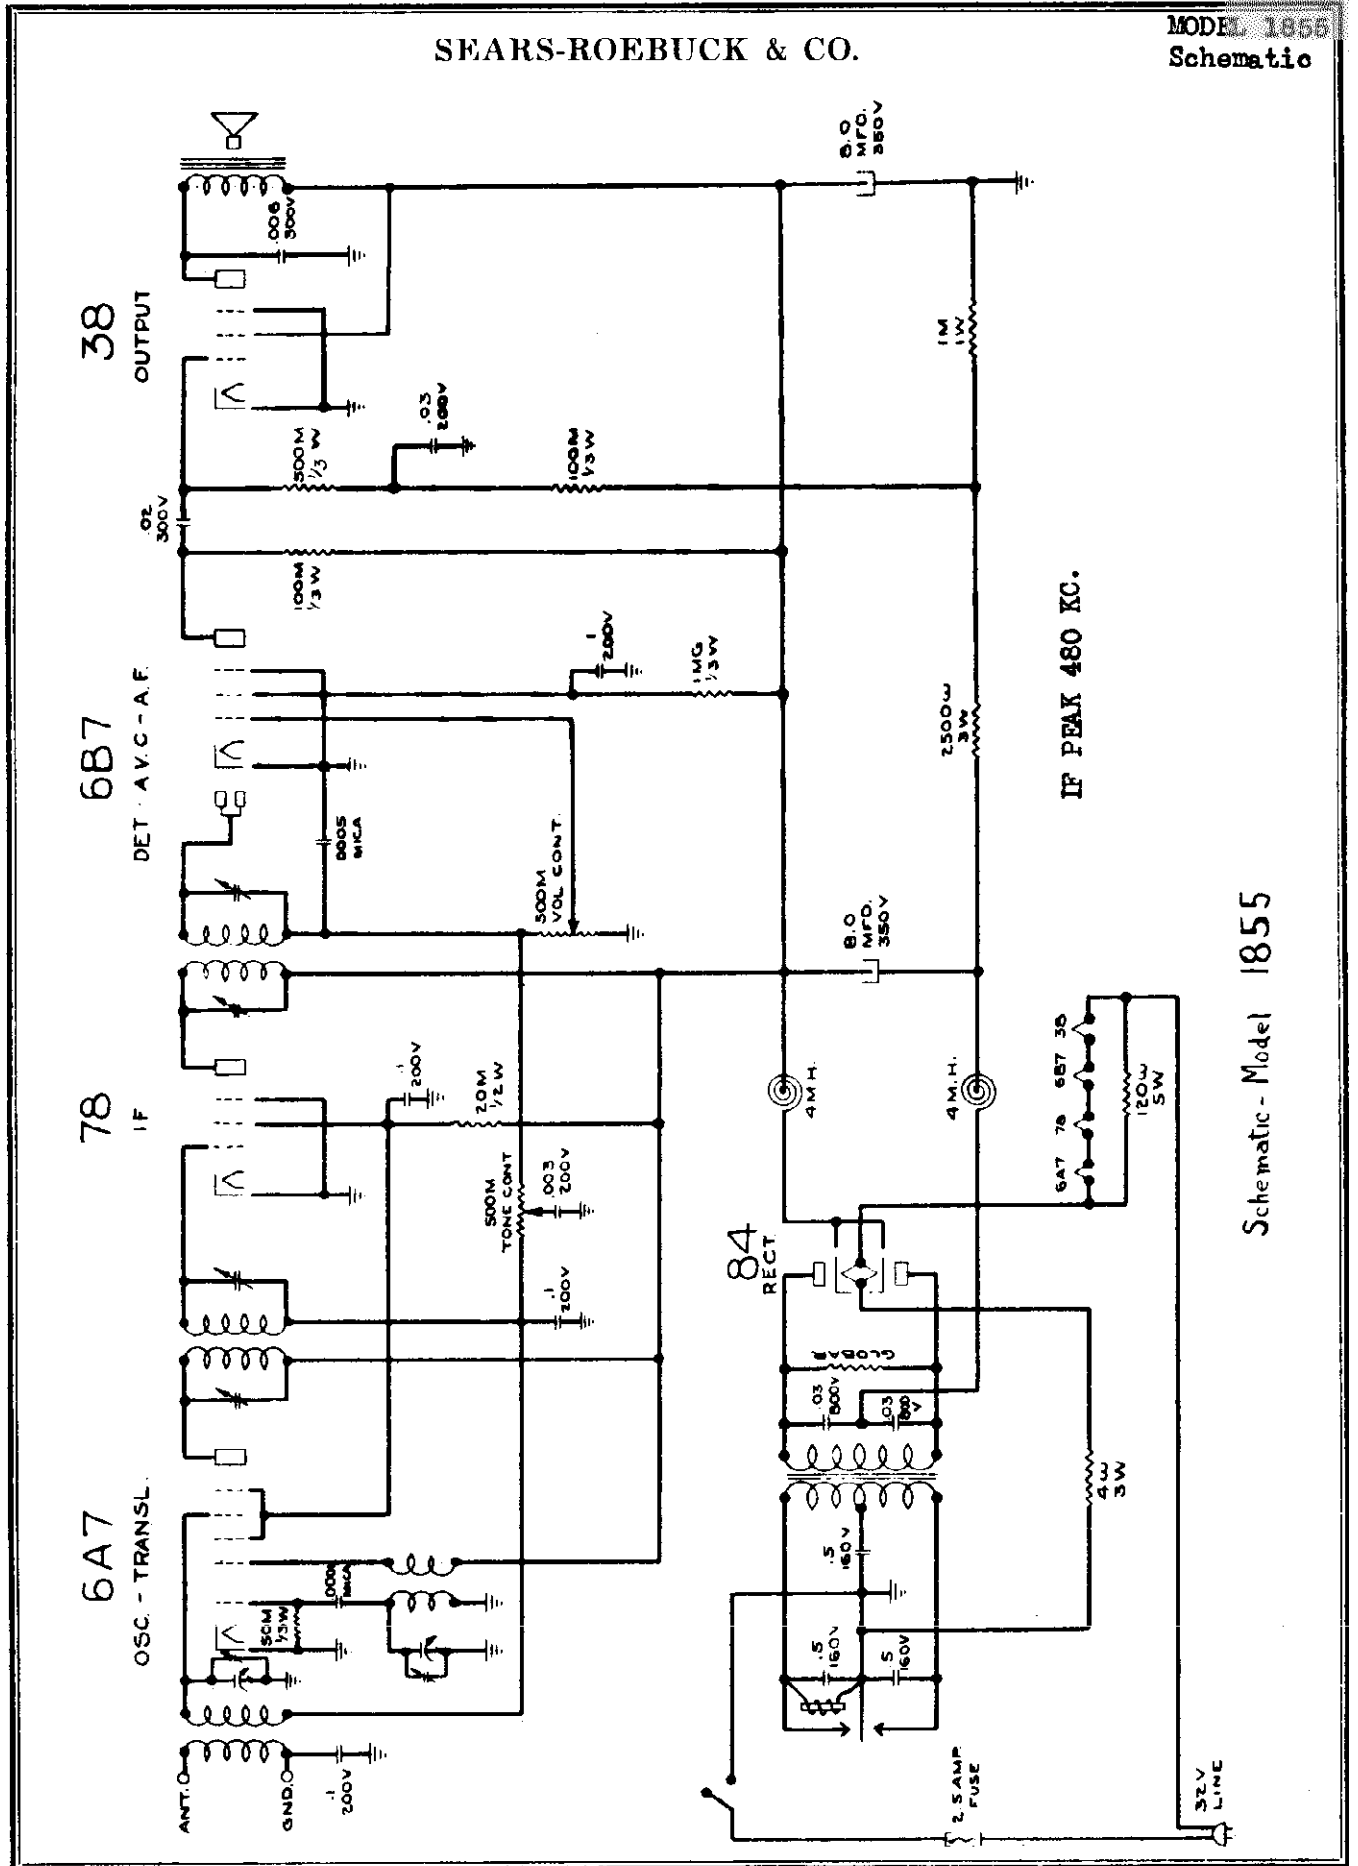 SEARS-ROEBUCK & CO.
MODEL 1855
Schematic
6A7
OSC.-TRANSL.
78
IF
6B7
DET. A.V.C.-A.F.
38
OUTPUT
ANT.
GND.
.1
200V
50M
1/3W
MICA
.1
200V
500M
TONE CONT
.003
200V
20M
1/2W
.1
200V
.0005
MICA
500M
VOL CONT.
.1
200V
1MG
1/3W
100M
1/3W
.02
300V
500M
1/3W
.03
200V
100M
1/3W
.006
300V
8.0
MFD.
350V
1M
1W
2500ω
3W
8.0
MFD.
350V
4 M.H.
4 M.H.
84
RECT.
GLOBAR
.03
800V
.03
800V
.5
160V
.5
160V
.5
160V
4ω
3W
6A7 78 6B7 38
120ω
5W
2.5 AMP.
FUSE
32V
LINE
IF PEAK 480 KC.
Schematic-Model 1855